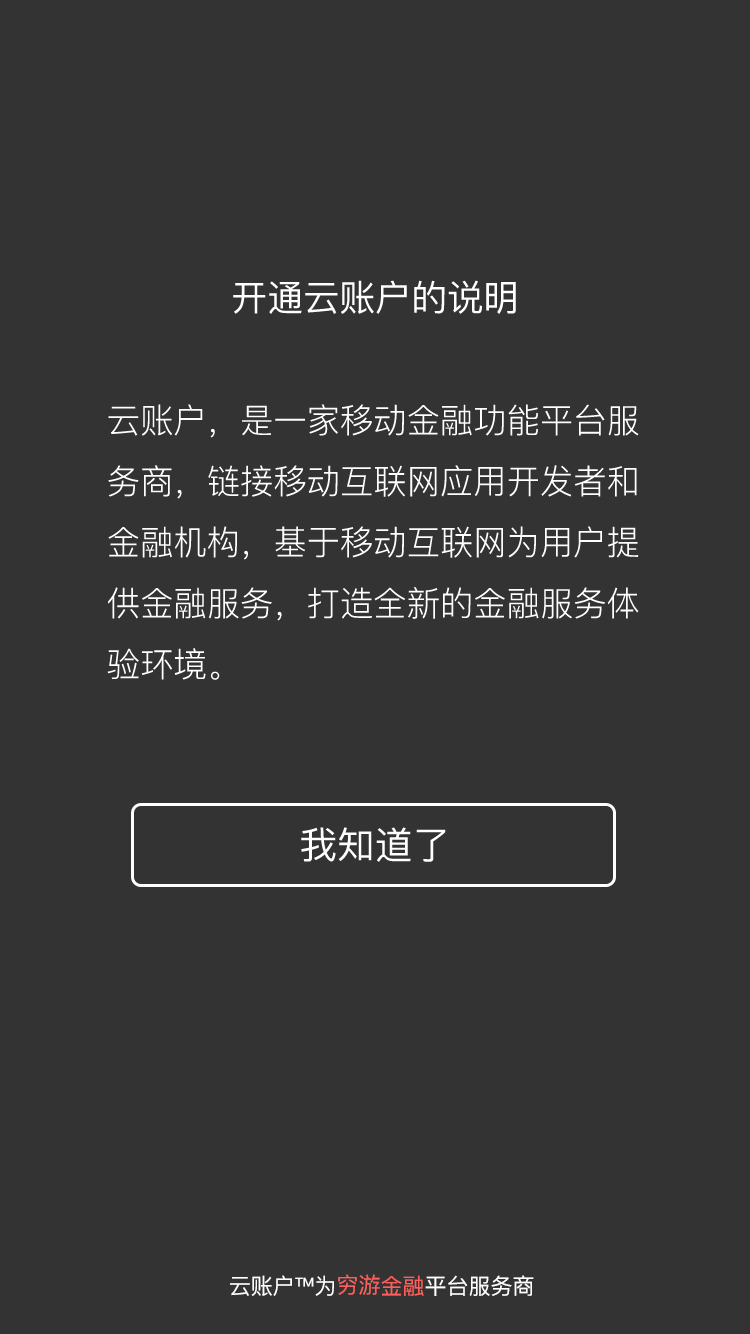 开通云账户的说明
云账户，是一家移动金融功能平台服
务商，链接移动互联网应用开发者和
金融机构，基于移动互联网为用户提
供金融服务，打造全新的金融服务体
验环境。
我知道了
云账户™为穷游金融平台服务商